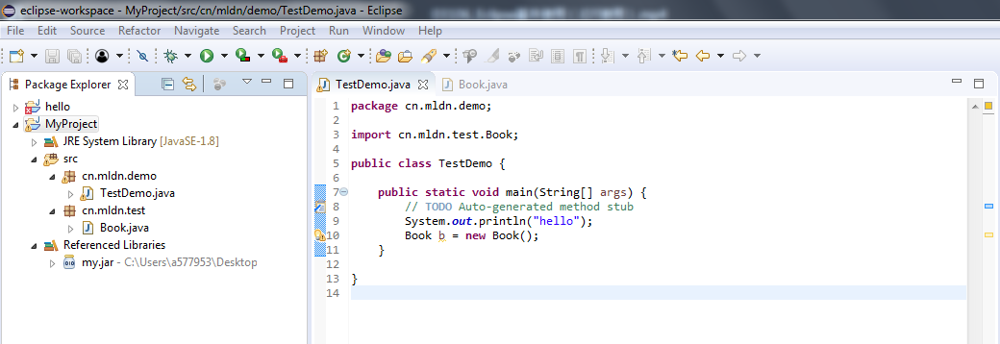 eclipse-workspace - MyProject/src/cn/mldn/demo/TestDemo.java - Eclipse
File Edit Source Refactor Navigate Search Project Run Window Help
Package Explorer
hello
MyProject
JRE System Library [JavaSE-1.8]
src
cn.mldn.demo
TestDemo.java
cn.mldn.test
Book.java
Referenced Libraries
my.jar - C:\Users\a577953\Desktop
TestDemo.java Book.java
1 package cn.mldn.demo;
2
3 import cn.mldn.test.Book;
4
5 public class TestDemo {
6
7 public static void main(String[] args) {
8 // TODO Auto-generated method stub
9 System.out.println("hello");
10 Book b = new Book();
11 }
12
13 }
14